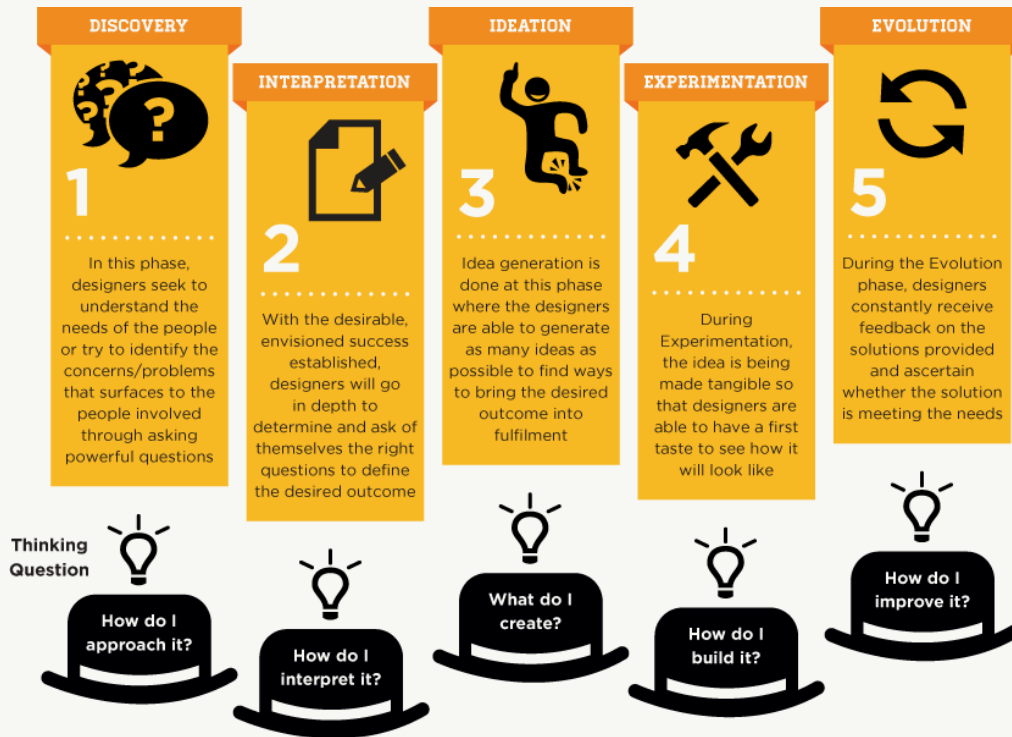 DISCOVERY
1
In this phase,
designers seek to
understand the
needs of the people
or try to identify the
concerns/problems
that surfaces to the
people involved
through asking
powerful questions
INTERPRETATION
2
With the desirable,
envisioned success
established,
designers will go
in depth to
determine and ask of
themselves the right
questions to define
the desired outcome
IDEATION
3
Idea generation is
done at this phase
where the designers
are able to generate
as many ideas as
possible to find ways
to bring the desired
outcome into
fulfilment
EXPERIMENTATION
4
During
Experimentation,
the idea is being
made tangible so
that designers are
able to have a first
taste to see how it
will look like
EVOLUTION
5
During the Evolution
phase, designers
constantly receive
feedback on the
solutions provided
and ascertain
whether the solution
is meeting the needs
Thinking
Question
How do I
approach it?
How do I
interpret it?
What do I
create?
How do I
build it?
How do I
improve it?